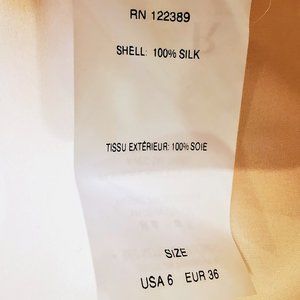 RN 122389
SHELL: 100% SILK
TISSU EXTÉRIEUR: 100% SOIE
SIZE
USA 6 EUR 36